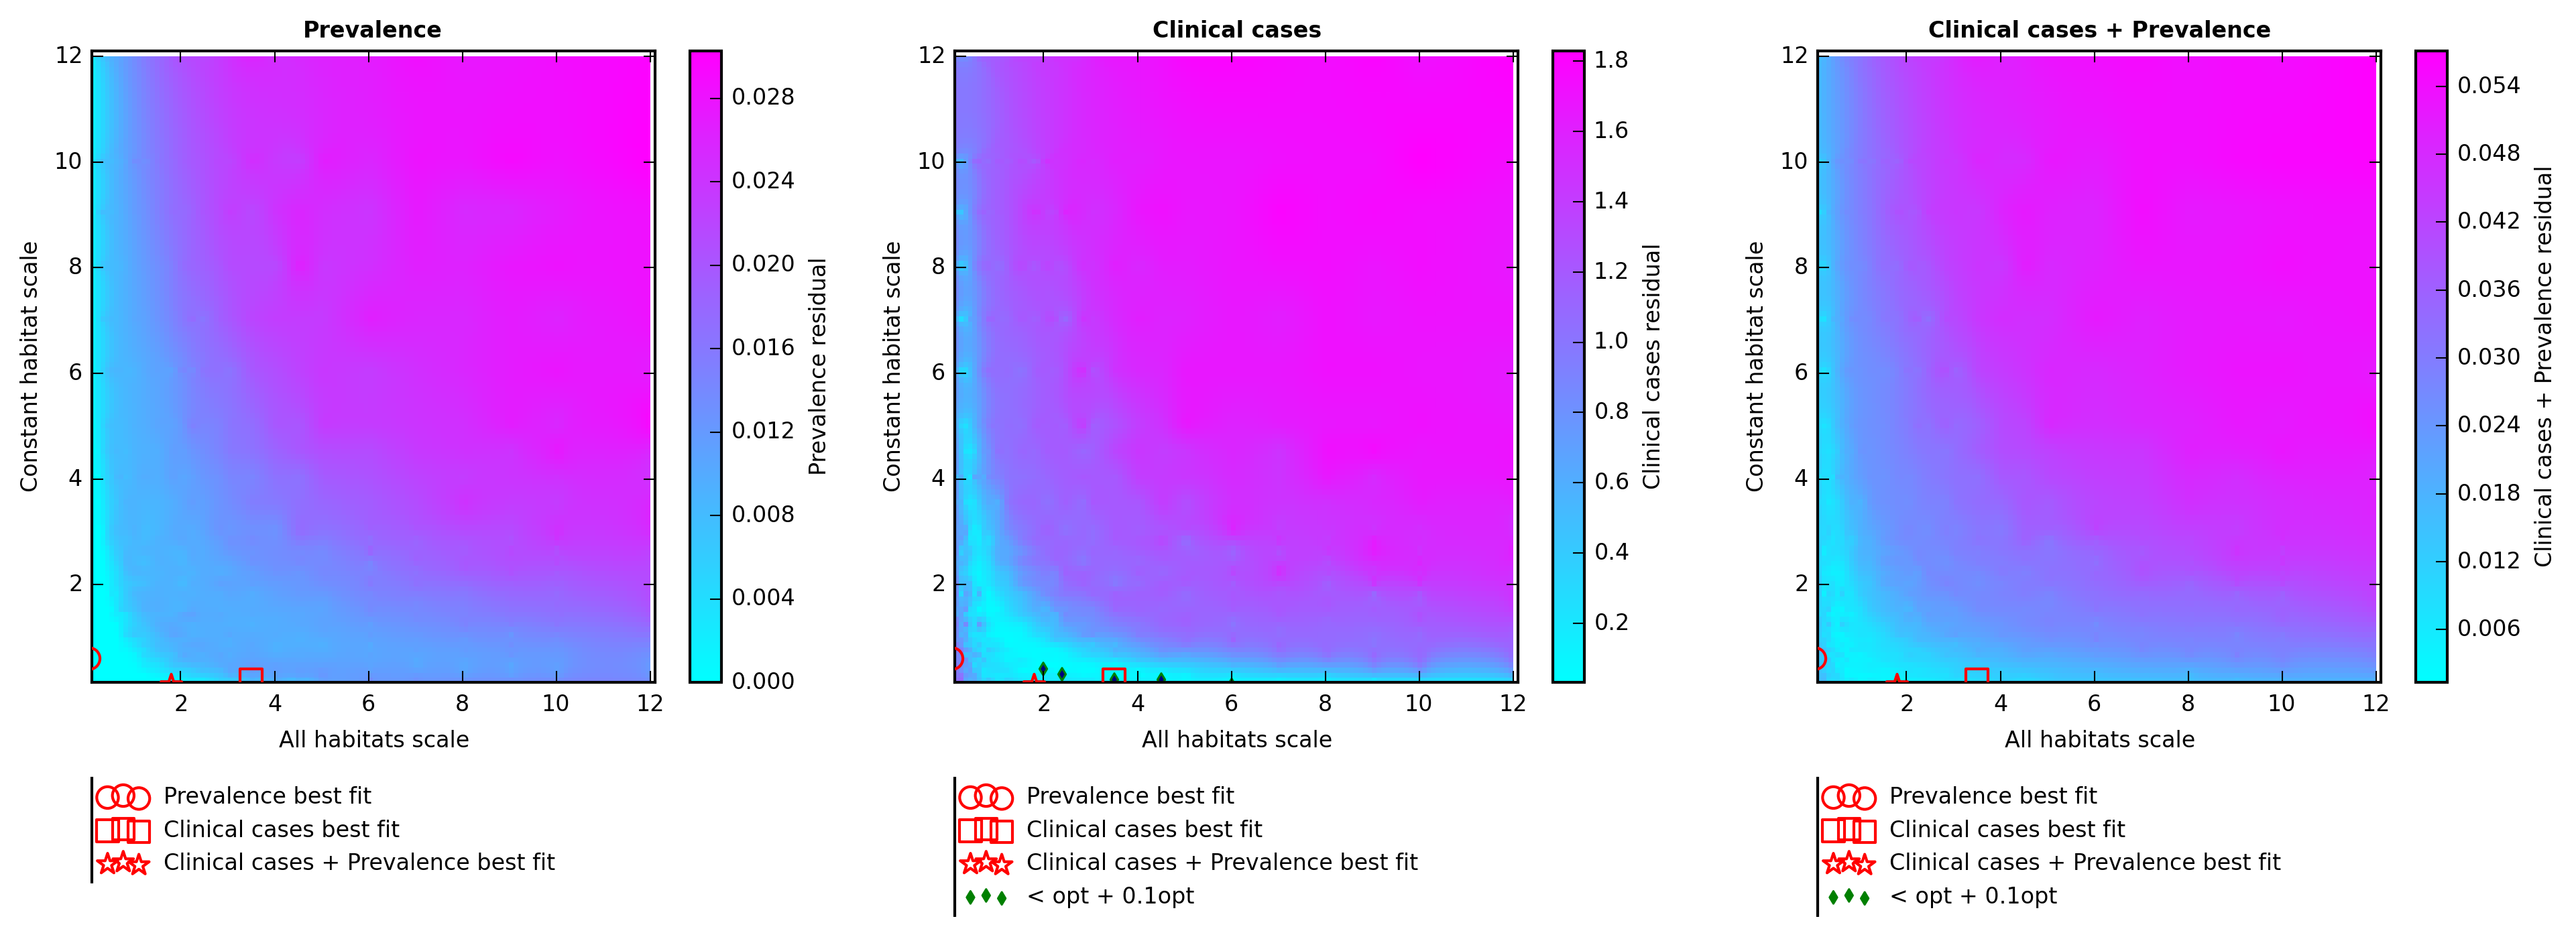 Prevalence
12
10
8
6
4
2
Constant habitat scale
2 4 6 8 10 12
All habitats scale
0.028
0.024
0.020
0.016
0.012
0.008
0.004
0.000
Prevalence residual
Prevalence best fit
Clinical cases best fit
Clinical cases + Prevalence best fit
Clinical cases
12
10
8
6
4
2
Constant habitat scale
2 4 6 8 10 12
All habitats scale
1.8
1.6
1.4
1.2
1.0
0.8
0.6
0.4
0.2
Clinical cases residual
Prevalence best fit
Clinical cases best fit
Clinical cases + Prevalence best fit
< opt + 0.1opt
Clinical cases + Prevalence
12
10
8
6
4
2
Constant habitat scale
2 4 6 8 10 12
All habitats scale
0.054
0.048
0.042
0.036
0.030
0.024
0.018
0.012
0.006
Clinical cases + Prevalence residual
Prevalence best fit
Clinical cases best fit
Clinical cases + Prevalence best fit
< opt + 0.1opt